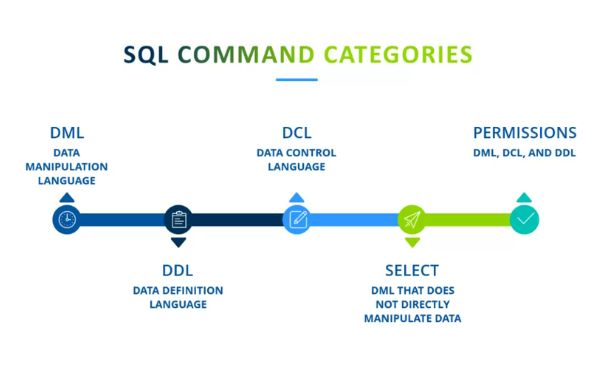 SQL COMMAND CATEGORIES
DML
DATA
MANIPULATION
LANGUAGE
DCL
DATA CONTROL
LANGUAGE
PERMISSIONS
DML, DCL, AND DDL
DDL
DATA DEFINITION
LANGUAGE
SELECT
DML THAT DOES
NOT DIRECTLY
MANIPULATE DATA